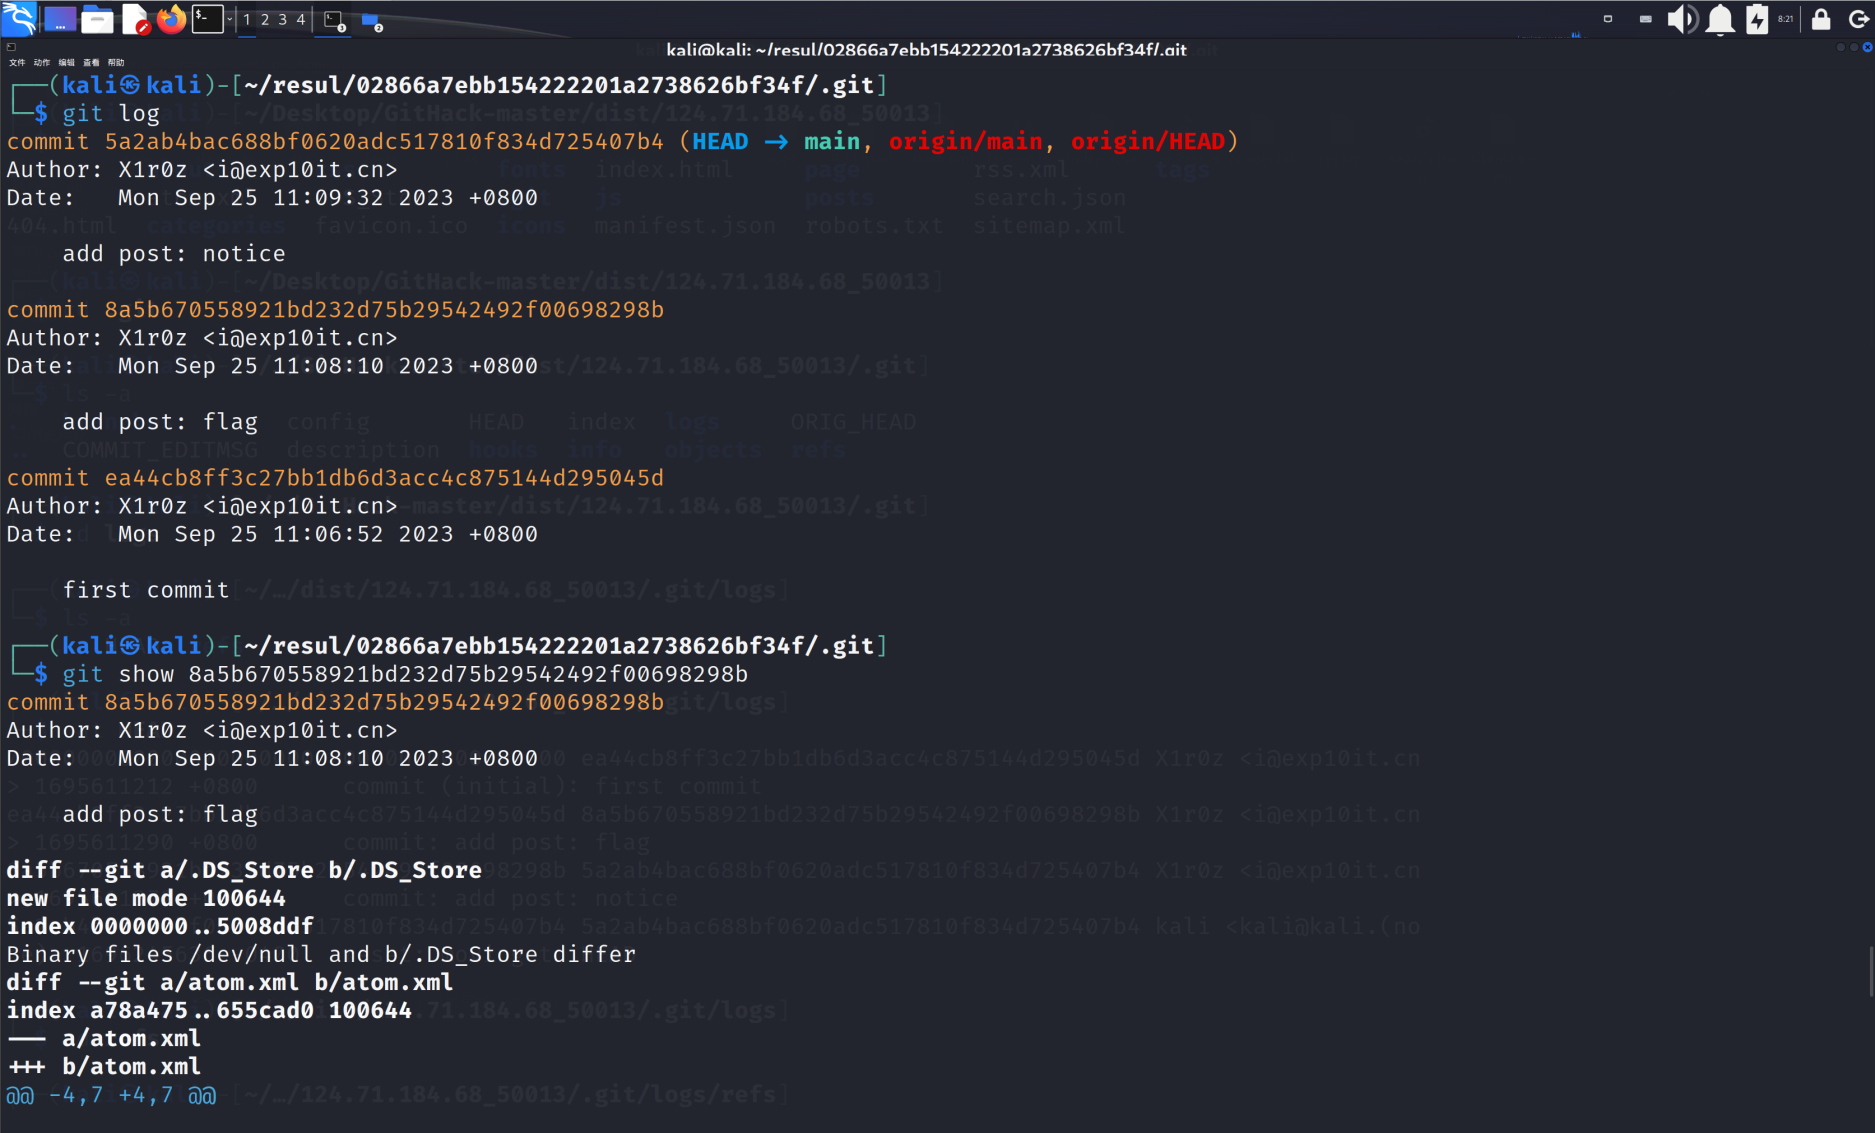 1 2 3 4
8:21
kali@kali: ~/resul/02866a7ebb154222201a2738626bf34f/.git
文件 动作 编辑 查看 帮助
┌──(kali㉿kali)-[~/resul/02866a7ebb154222201a2738626bf34f/.git]
└─$ git log
commit 5a2ab4bac688bf0620adc517810f834d725407b4 (HEAD → main, origin/main, origin/HEAD)
Author: X1r0z <i@exp10it.cn>
Date:   Mon Sep 25 11:09:32 2023 +0800
    add post: notice
commit 8a5b670558921bd232d75b29542492f00698298b
Author: X1r0z <i@exp10it.cn>
Date:   Mon Sep 25 11:08:10 2023 +0800
    add post: flag
commit ea44cb8ff3c27bb1db6d3acc4c875144d295045d
Author: X1r0z <i@exp10it.cn>
Date:   Mon Sep 25 11:06:52 2023 +0800
    first commit
┌──(kali㉿kali)-[~/resul/02866a7ebb154222201a2738626bf34f/.git]
└─$ git show 8a5b670558921bd232d75b29542492f00698298b
commit 8a5b670558921bd232d75b29542492f00698298b
Author: X1r0z <i@exp10it.cn>
Date:   Mon Sep 25 11:08:10 2023 +0800
    add post: flag
diff --git a/.DS_Store b/.DS_Store
new file mode 100644
index 0000000..5008ddf
Binary files /dev/null and b/.DS_Store differ
diff --git a/atom.xml b/atom.xml
index a78a475..655cad0 100644
--- a/atom.xml
+++ b/atom.xml
@@ -4,7 +4,7 @@